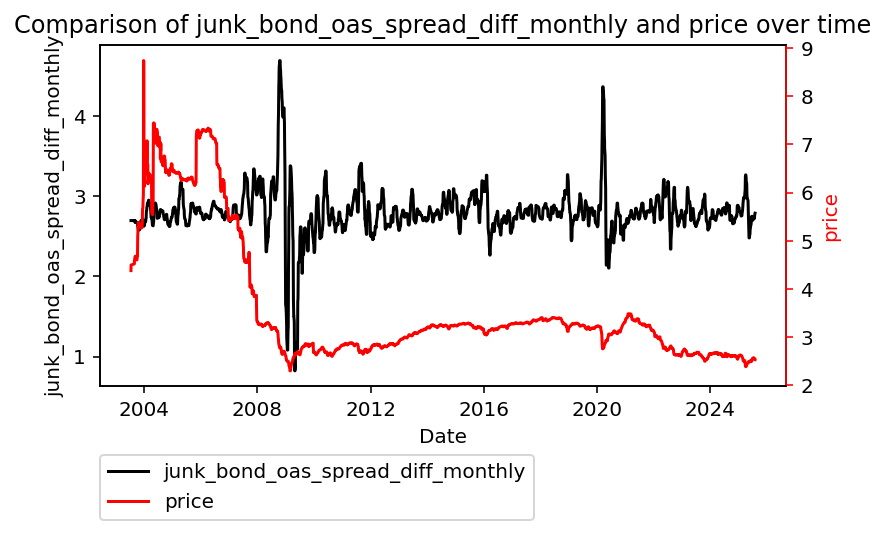 Comparison of junk_bond_oas_spread_diff_monthly and price over time
junk_bond_oas_spread_diff_monthly
4
3
2
1
9
8
7
6
5
4
3
2
price
2004 2008 2012 2016 2020 2024
Date
junk_bond_oas_spread_diff_monthly
price